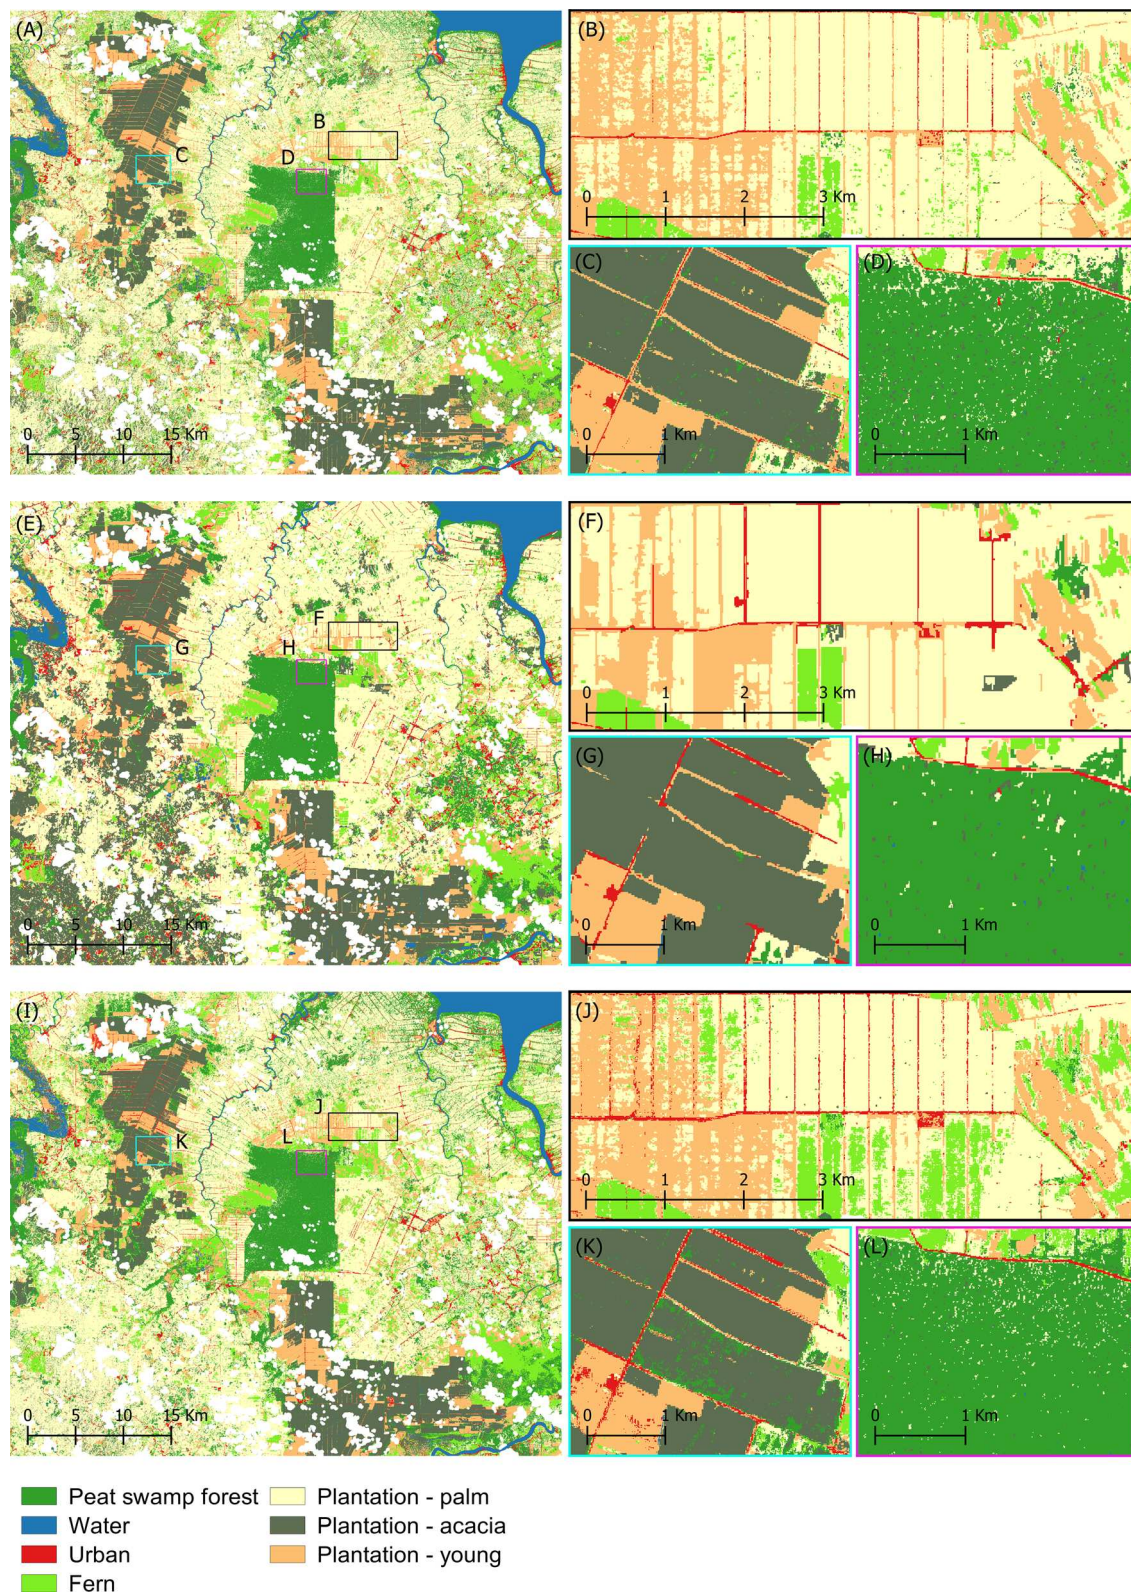 (A)
B
C
D
0 5 10 15 Km
(B)
0 1 2 3 Km
(C)
0 1 Km
(D)
0 1 Km
(E)
F
G
H
0 5 10 15 Km
(F)
0 1 2 3 Km
(G)
0 1 Km
(H)
0 1 Km
(I)
J
K
L
0 5 10 15 Km
(J)
0 1 2 3 Km
(K)
0 1 Km
(L)
0 1 Km
Peat swamp forest
Water
Urban
Fern
Plantation - palm
Plantation - acacia
Plantation - young